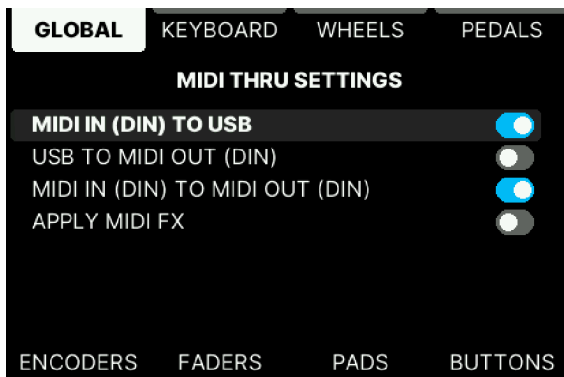 GLOBAL KEYBOARD WHEELS PEDALS
MIDI THRU SETTINGS
MIDI IN (DIN) TO USB
USB TO MIDI OUT (DIN)
MIDI IN (DIN) TO MIDI OUT (DIN)
APPLY MIDI FX
ENCODERS FADERS PADS BUTTONS